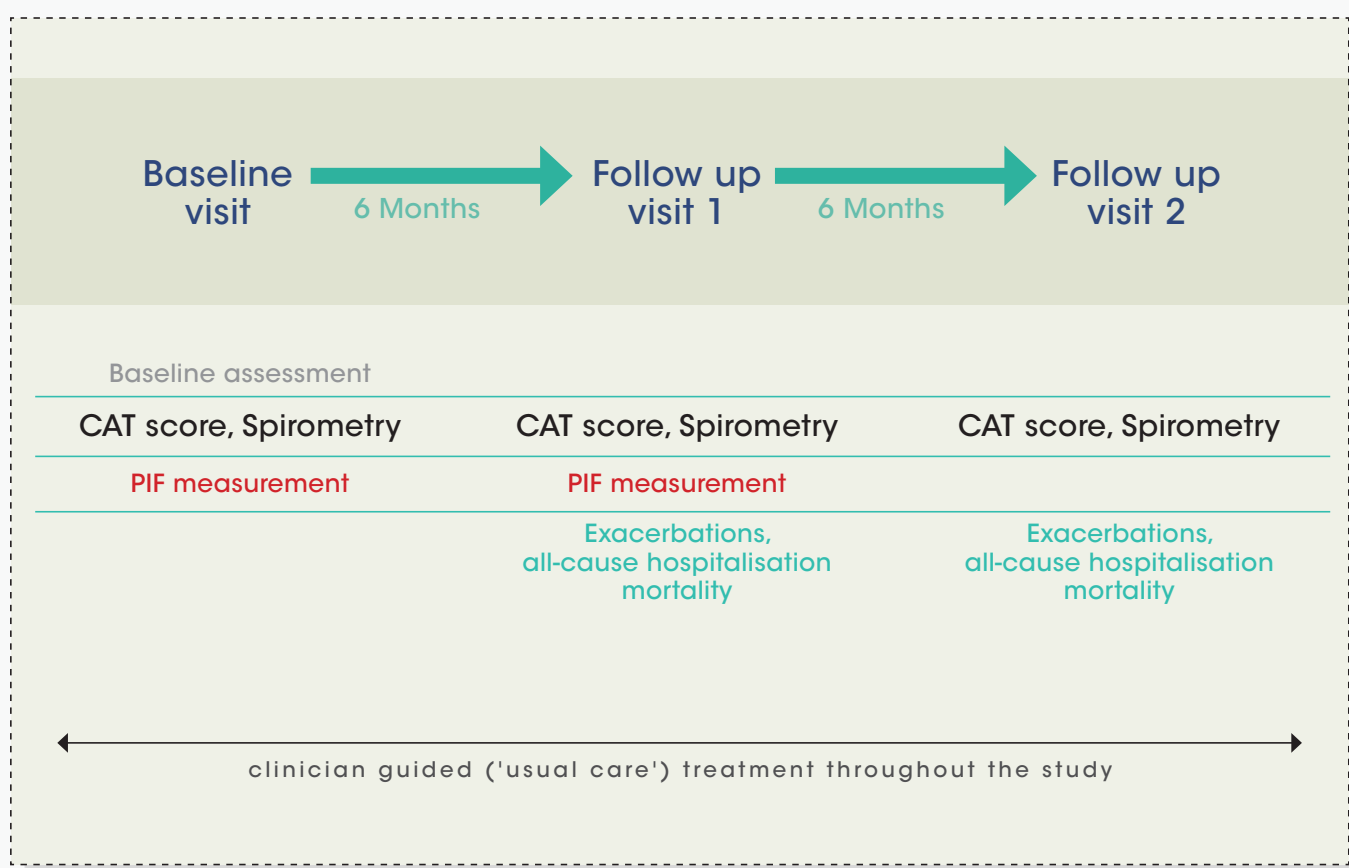 Baseline
visit
6 Months
Follow up
visit 1
6 Months
Follow up
visit 2
Baseline assessment
CAT score, Spirometry
CAT score, Spirometry
CAT score, Spirometry
PIF measurement
PIF measurement
Exacerbations,
all-cause hospitalisation
mortality
Exacerbations,
all-cause hospitalisation
mortality
clinician guided ('usual care') treatment throughout the study